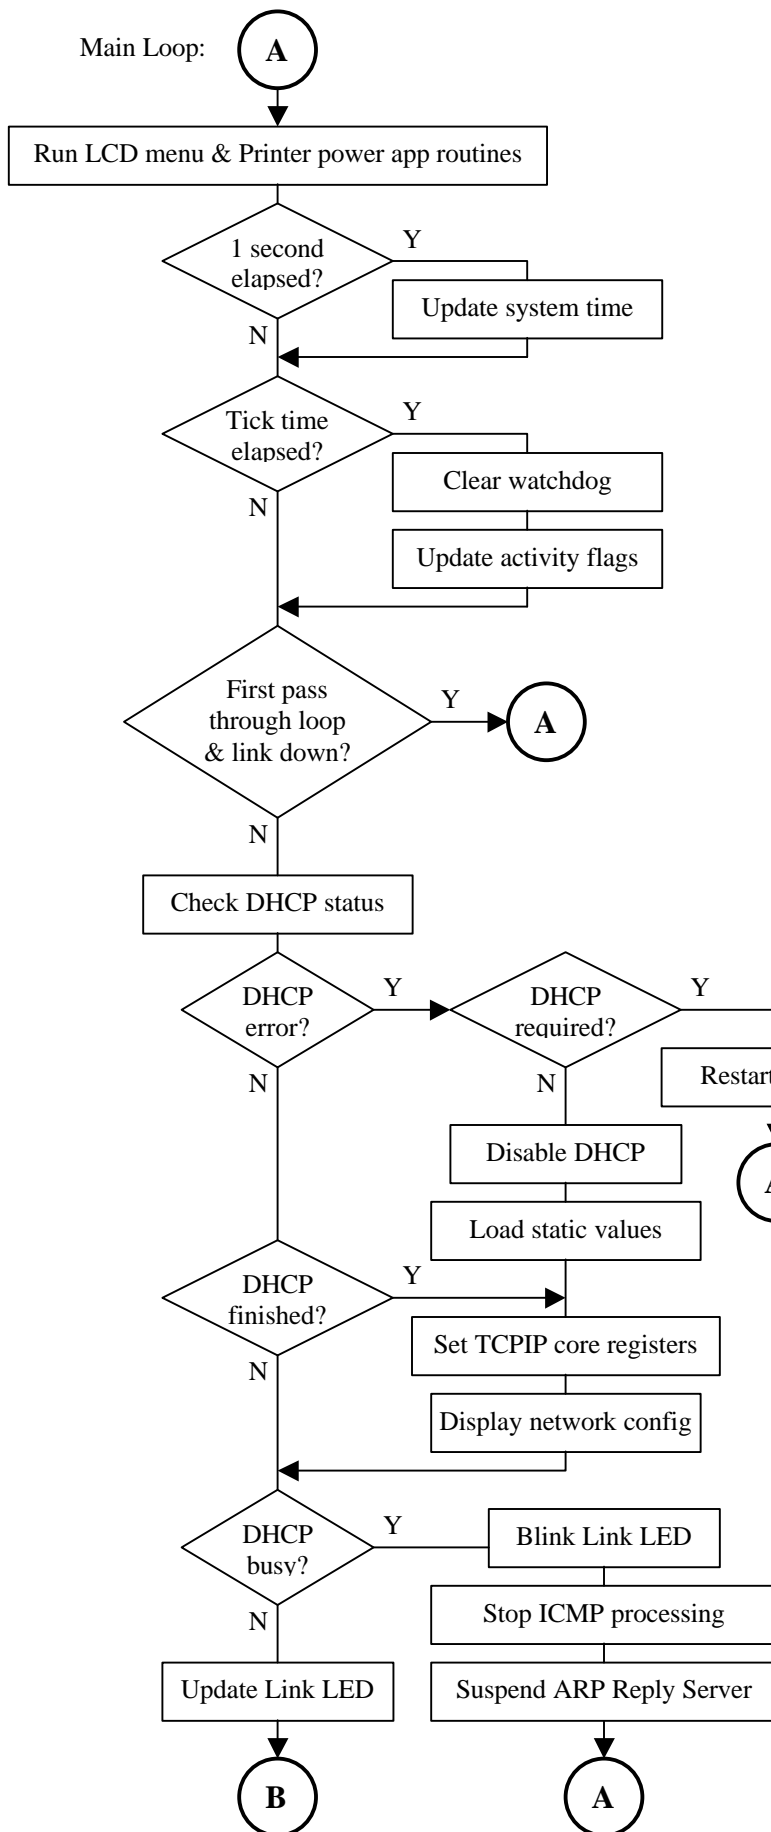 Main Loop:
A
Run LCD menu & Printer power app routines
1 second
elapsed?
Y
Update system time
N
Tick time
elapsed?
Y
Clear watchdog
N
Update activity flags
First pass
through loop
& link down?
Y
A
N
Check DHCP status
DHCP
error?
Y
DHCP
required?
Y
N
N
Restart
Disable DHCP
A
Load static values
DHCP
finished?
Y
Set TCPIP core registers
N
Display network config
DHCP
busy?
Y
Blink Link LED
Stop ICMP processing
N
Update Link LED
Suspend ARP Reply Server
B
A